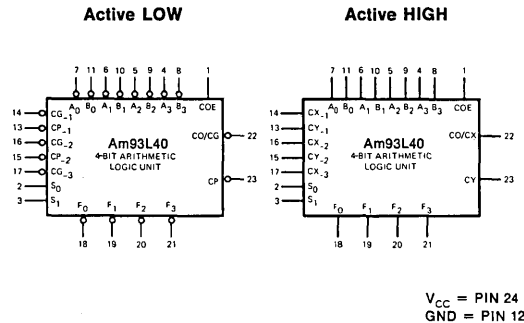 Active LOW
Active HIGH
7 11 6 10 5 9 4 8 1
A0 B0 A1 B1 A2 B2 A3 B3 COE
14 CG-1
13 CP-1
16 CG-2
15 CP-2
17 CG-3
2 S0
3 S1
Am93L40
4-BIT ARITHMETIC
LOGIC UNIT
CO/CG 22
CP 23
F0 F1 F2 F3
18 19 20 21
7 11 6 10 5 9 4 8 1
A0 B0 A1 B1 A2 B2 A3 B3 COE
14 CX-1
13 CY-1
16 CX-2
15 CY-2
17 CX-3
2 S0
3 S1
Am93L40
4-BIT ARITHMETIC
LOGIC UNIT
CO/CX 22
CY 23
F0 F1 F2 F3
18 19 20 21
VCC = PIN 24
GND = PIN 12